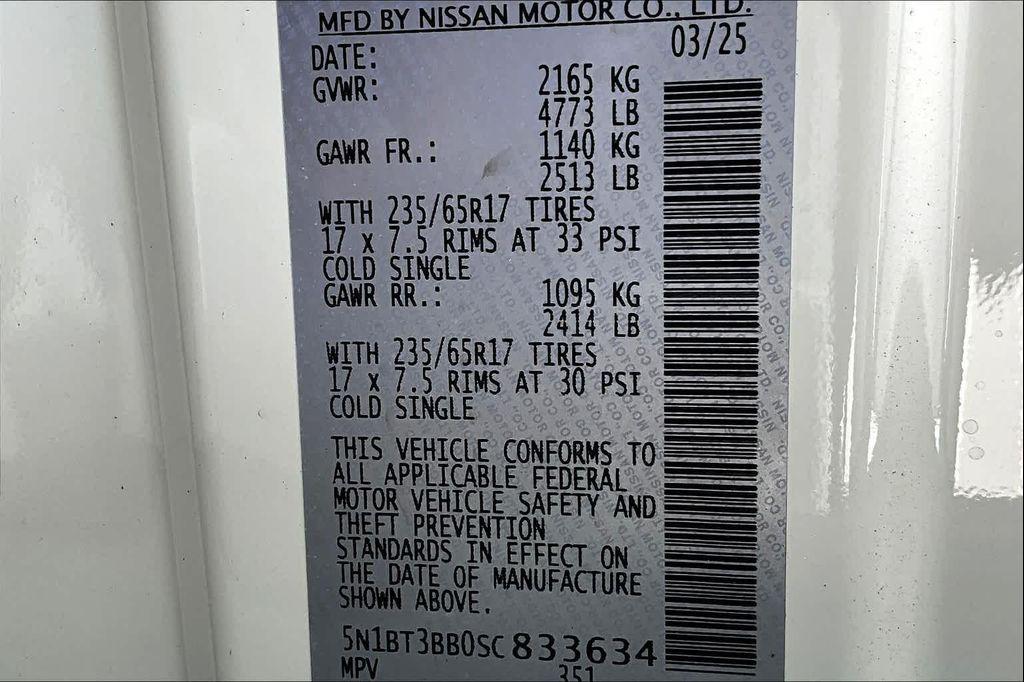 MFD BY NISSAN MOTOR CO., LTD.
DATE: 03/25
GVWR: 2165 KG
4773 LB
GAWR FR.: 1140 KG
2513 LB
WITH 235/65R17 TIRES
17 x 7.5 RIMS AT 33 PSI
COLD SINGLE
GAWR RR.: 1095 KG
2414 LB
WITH 235/65R17 TIRES
17 x 7.5 RIMS AT 30 PSI
COLD SINGLE
THIS VEHICLE CONFORMS TO
ALL APPLICABLE FEDERAL
MOTOR VEHICLE SAFETY AND
THEFT PREVENTION
STANDARDS IN EFFECT ON
THE DATE OF MANUFACTURE
SHOWN ABOVE.
5N1BT3BB0SC833634
MPV 351